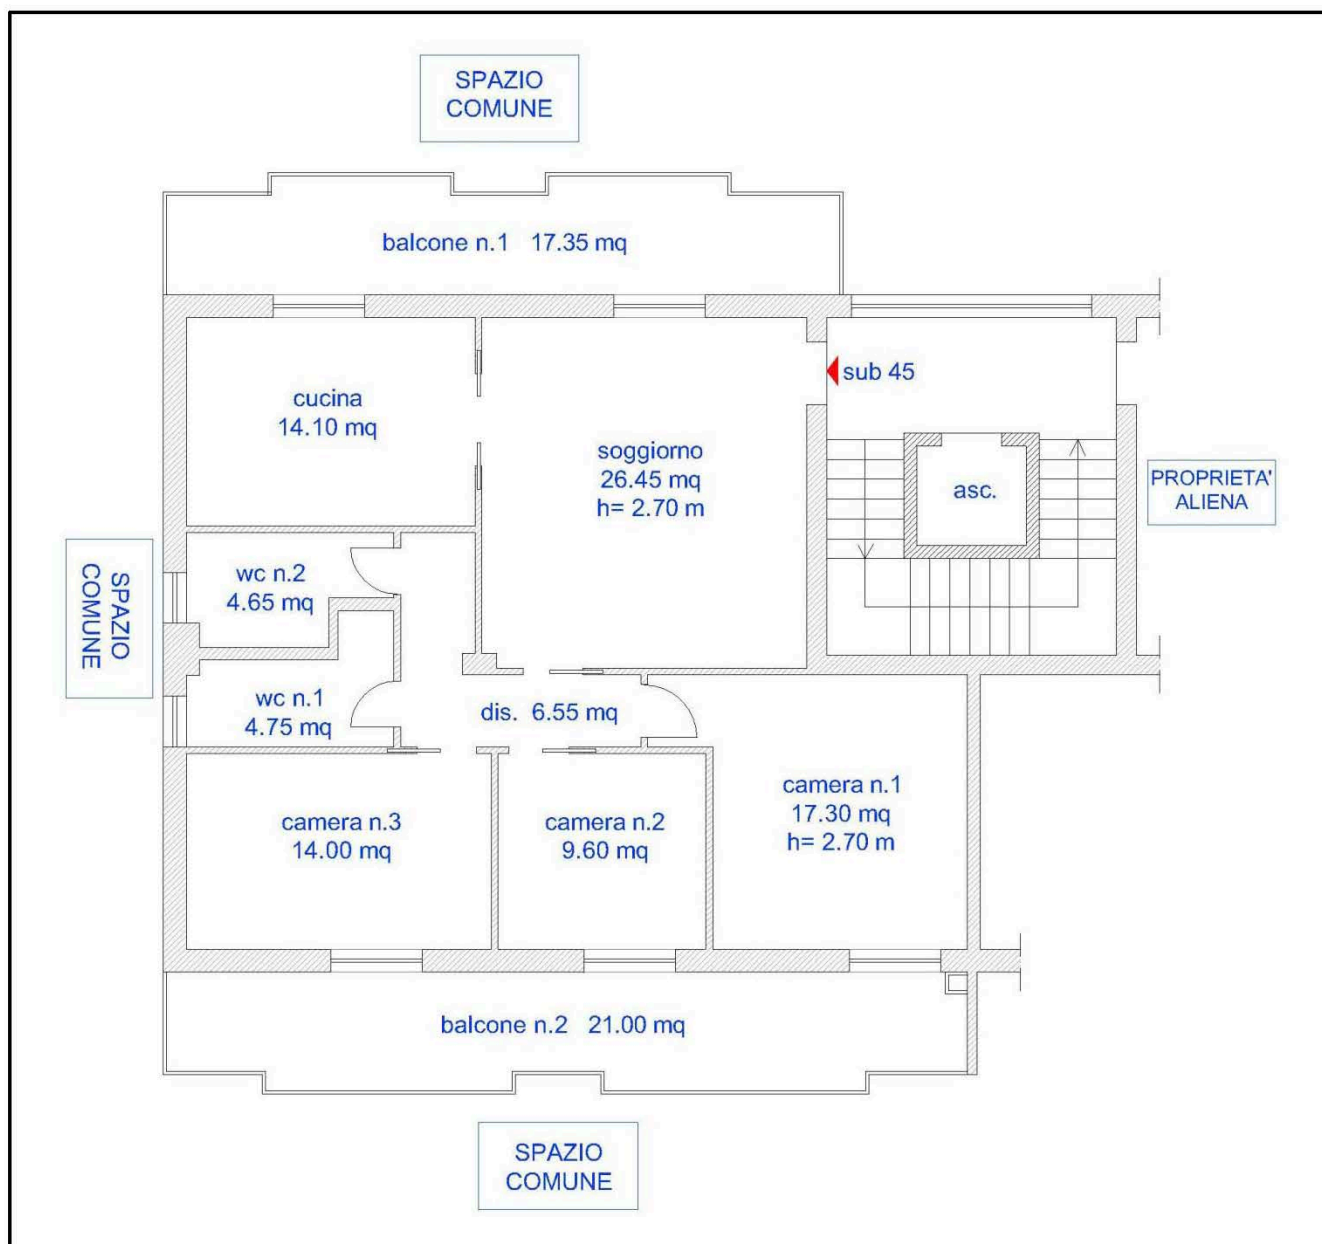 SPAZIO
COMUNE
balcone n.1 17.35 mq
sub 45
cucina
14.10 mq
soggiorno
26.45 mq
h= 2.70 m
asc.
PROPRIETA'
ALIENA
SPAZIO
COMUNE
wc n.2
4.65 mq
wc n.1
4.75 mq
dis. 6.55 mq
camera n.1
17.30 mq
h= 2.70 m
camera n.3
14.00 mq
camera n.2
9.60 mq
balcone n.2 21.00 mq
SPAZIO
COMUNE